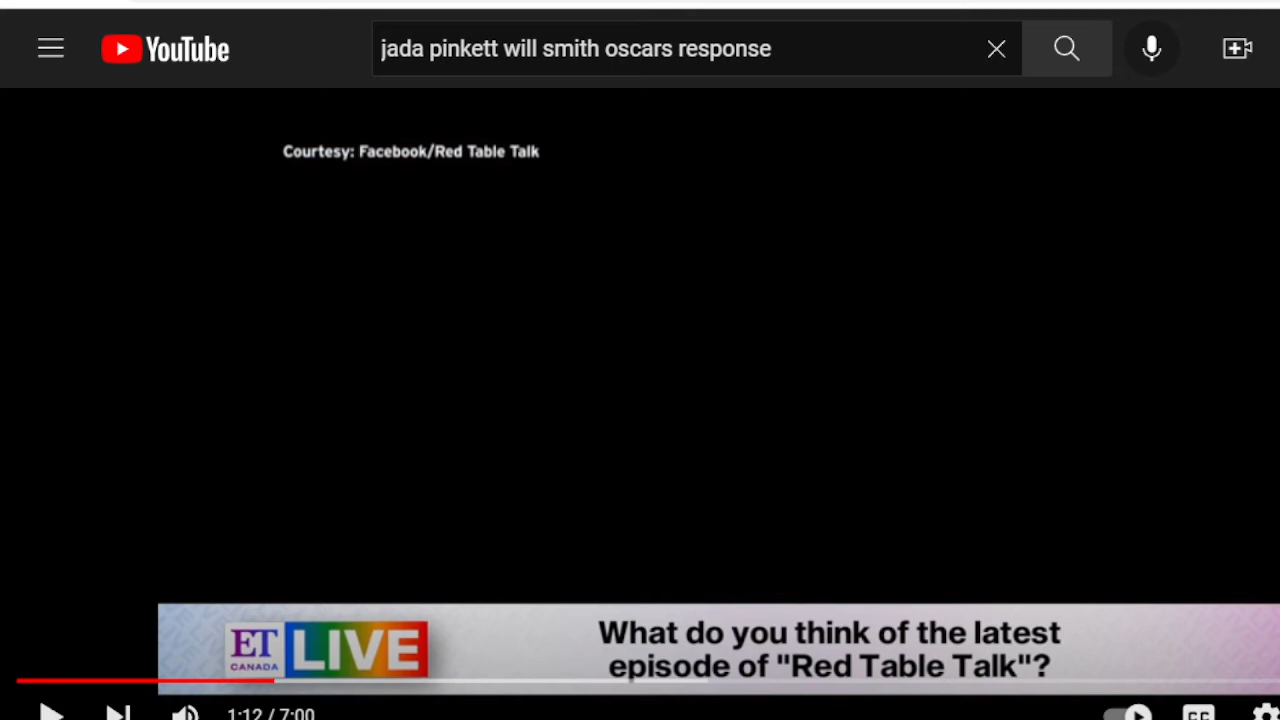 YouTube
jada pinkett will smith oscars response
Courtesy: Facebook/Red Table Talk
ET
CANADA
LIVE
What do you think of the latest
episode of "Red Table Talk"?
1:12 / 7:00
CC